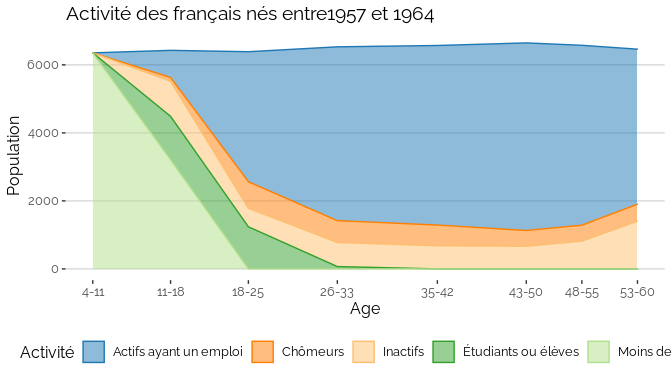 Activité des français nés entre1957 et 1964
Population
6000
4000
2000
0
4-11 11-18 18-25 26-33 35-42 43-50 48-55 53-60
Age
Activité Actifs ayant un emploi Chômeurs Inactifs Étudiants ou élèves Moins de